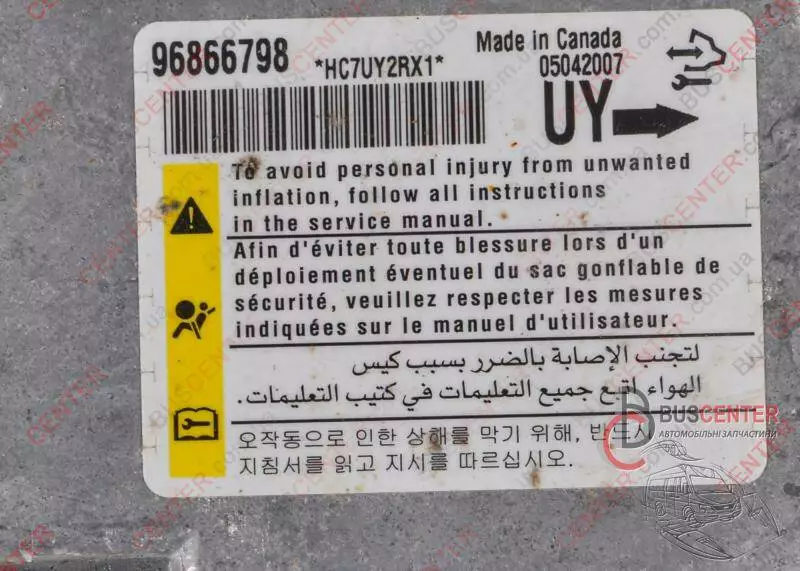 96866798
*HC7UY2RX1*
Made in Canada
05042007
UY
To avoid personal injury from unwanted
inflation, follow all instructions
in the service manual.
Afin d'éviter toute blessure lors d'un
déploiement éventuel du sac gonflable de
sécurité, veuillez respecter les mesures
indiquées sur le manuel d'utilisateur.
لتجنب الإصابة بالضرر بسبب كيس
الهواء اتبع جميع التعليمات في كتيب التعليمات.
오작동으로 인한 상해를 막기 위해, 반드시
지침서를 읽고 지시를 따르십시오.
BUSCENTER
АВТОМОБІЛЬНІ ЗАПЧАСТИНИ